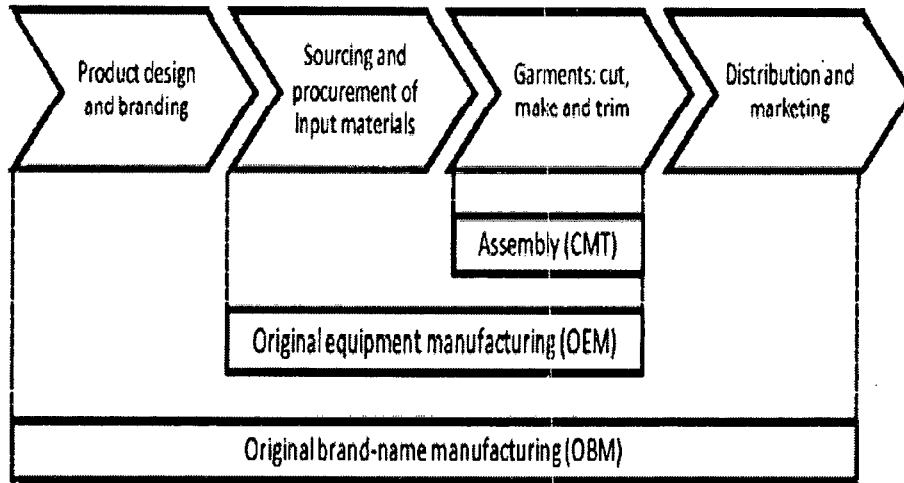 Product design
and branding
Sourcing and
procurement of
Input materials
Garments: cut,
make and trim
Distribution and
marketing
Assembly (CMT)
Original equipment manufacturing (OEM)
Original brand-name manufacturing (OBM)